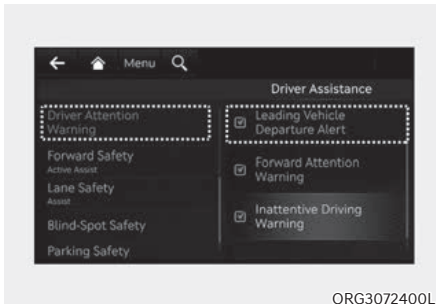 Menu
Driver Assistance
Driver Attention
Warning
Forward Safety
Active Assist
Lane Safety
Assist
Blind-Spot Safety
Parking Safety
Leading Vehicle
Departure Alert
Forward Attention
Warning
Inattentive Driving
Warning
ORG3072400L